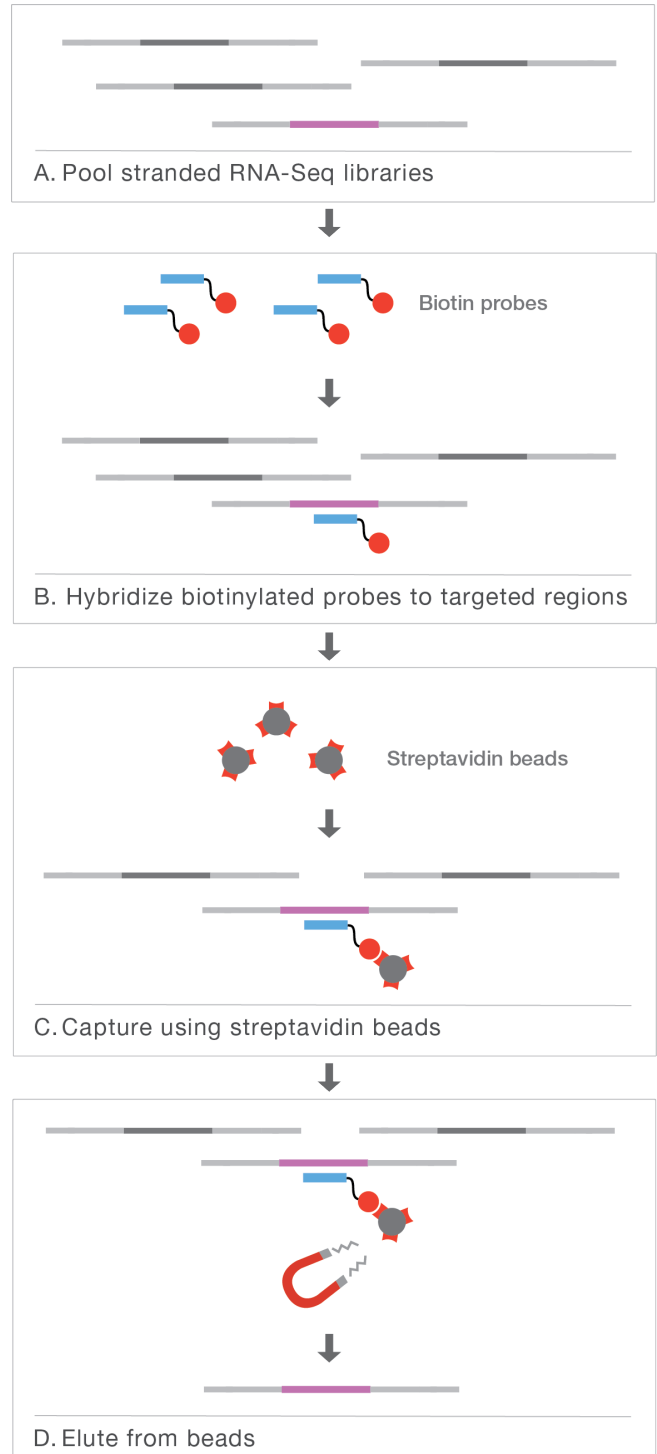 A. Pool stranded RNA-Seq libraries
Biotin probes
B. Hybridize biotinylated probes to targeted regions
Streptavidin beads
C. Capture using streptavidin beads
D. Elute from beads